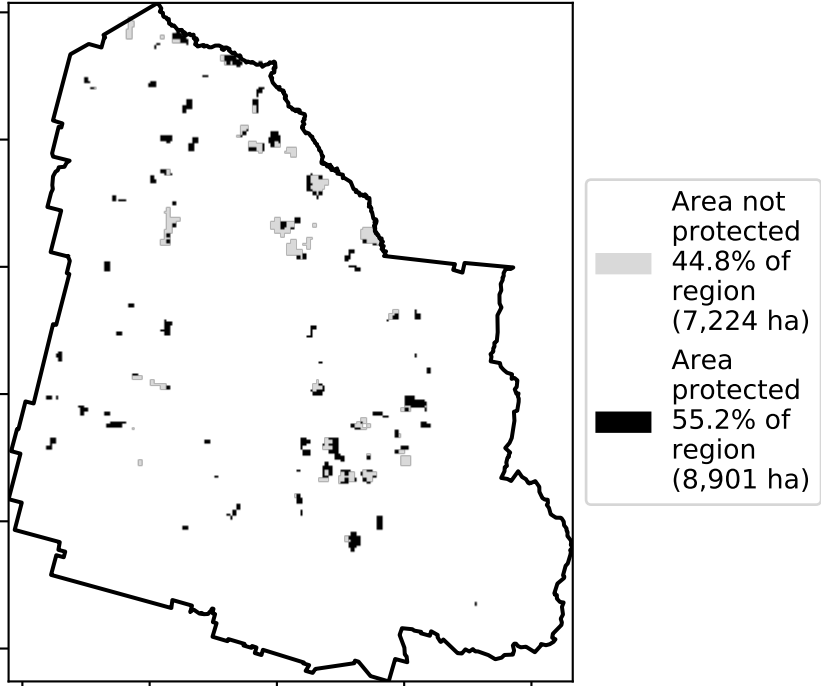 Area not
protected
44.8% of
region
(7,224 ha)
Area
protected
55.2% of
region
(8,901 ha)